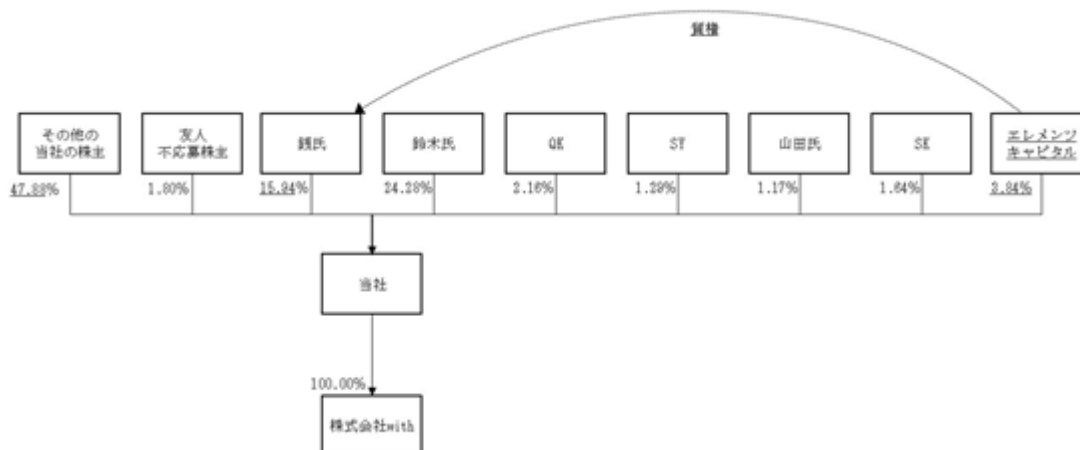 質権
その他の
当社の株主
友人
不応募株主
銭氏
鈴木氏
QK
SY
山田氏
SK
エレメンツ
キャピタル
47.88%
1.80%
15.94%
24.28%
2.16%
1.29%
1.17%
1.64%
3.84%
当社
100.00%
株式会社with